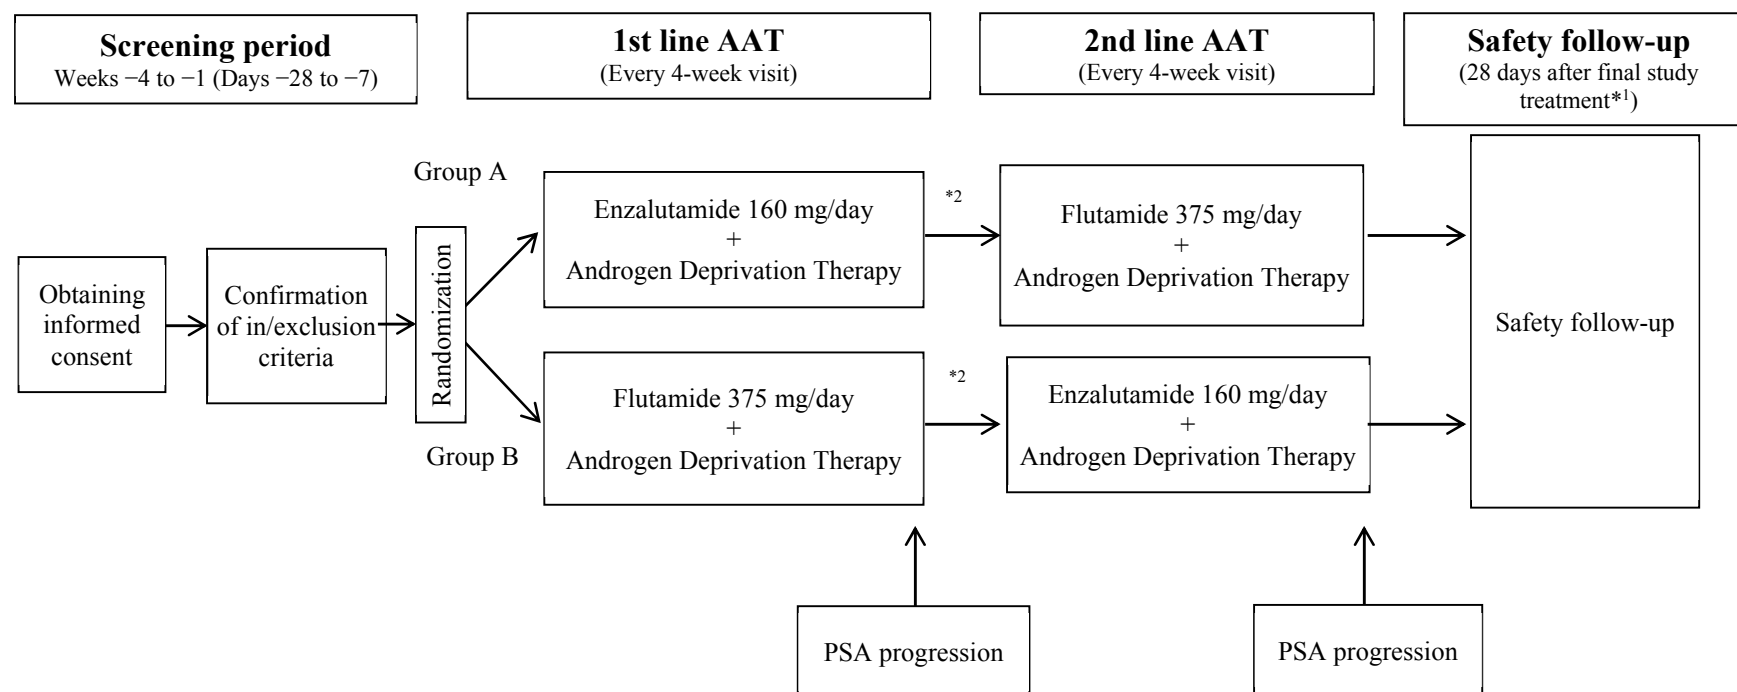 Screening period
Weeks −4 to −1 (Days −28 to −7)
1st line AAT
(Every 4-week visit)
2nd line AAT
(Every 4-week visit)
Safety follow-up
(28 days after final study
treatment*1)
Obtaining
informed
consent
Confirmation
of in/exclusion
criteria
Randomization
Group A
Enzalutamide 160 mg/day
+
Androgen Deprivation Therapy
*2
Flutamide 375 mg/day
+
Androgen Deprivation Therapy
Group B
Flutamide 375 mg/day
+
Androgen Deprivation Therapy
*2
Enzalutamide 160 mg/day
+
Androgen Deprivation Therapy
Safety follow-up
PSA progression
PSA progression